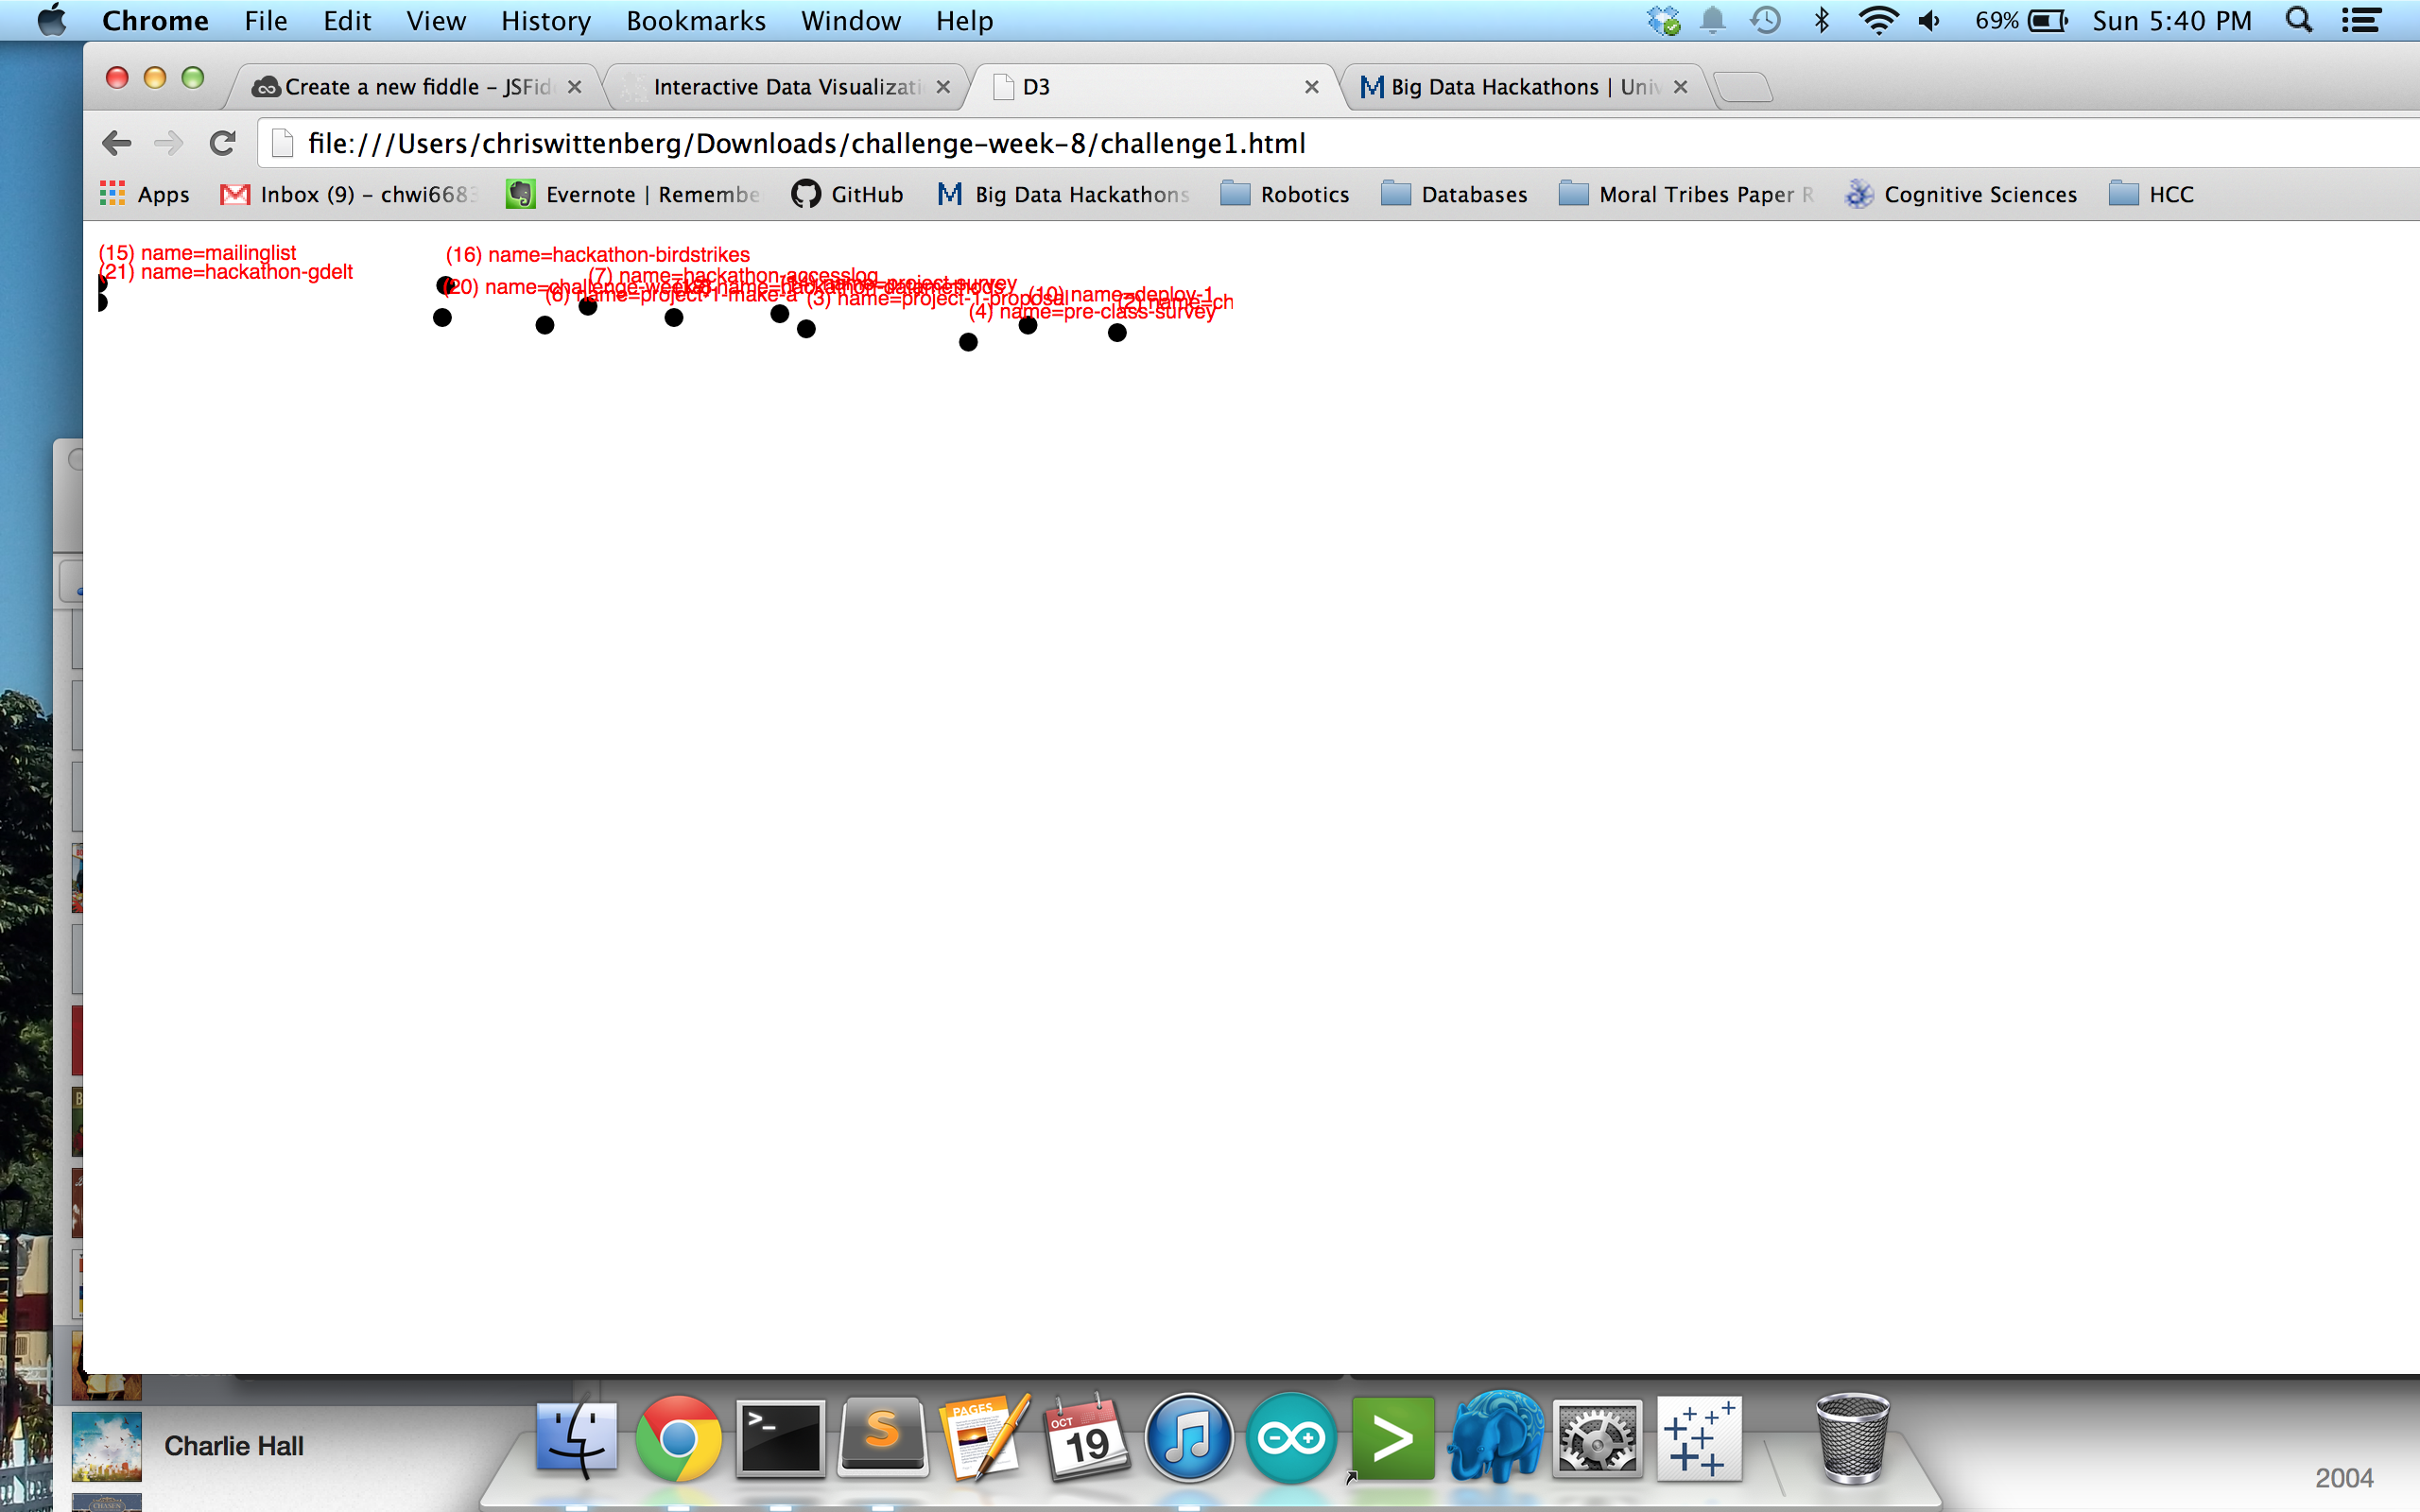 Chrome File Edit View History Bookmarks Window Help 69% Sun 5:40 PM
Create a new fiddle - JSFid Interactive Data Visualizati D3 Big Data Hackathons | Univ
file:///Users/chriswittenberg/Downloads/challenge-week-8/challenge1.html
Apps Inbox (9) - chwi6683 Evernote | Remembe GitHub Big Data Hackathons Robotics Databases Moral Tribes Paper R Cognitive Sciences HCC
(15) name=mailinglist
(16) name=hackathon-birdstrikes
(21) name=hackathon-gdelt
(7) name=hackathon-accesslog
name=project-survey
(20) name=challenge-week-8
name=hackathon-datamethods
(6) name=project-1-make-a
(3) name=project-1-proposal
(10) name=deploy-1
(2) name=ch
(4) name=pre-class-survey
PAGES
OCT
19
Charlie Hall
2004